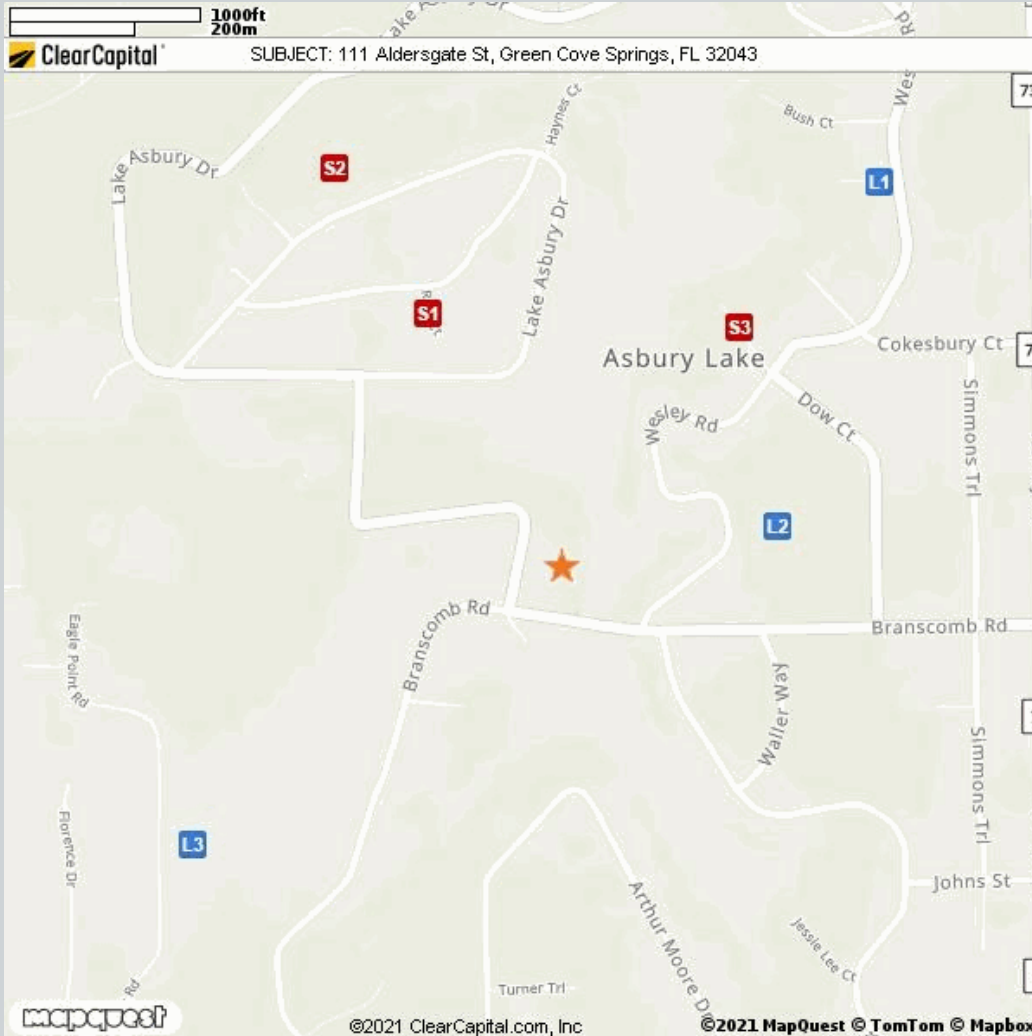 1000ft
200m
ClearCapital
SUBJECT: 111 Aldersgate St, Green Cove Springs, FL 32043
Haynes Ct
Bush Ct
Lake Asbury Dr
S2
L1
Lake Asbury Dr
S1
S3
Asbury Lake
Cokesbury Ct
Simmons Trl
Dow Ct
Wesley Rd
L2
Branscomb Rd
Branscomb Rd
Eagle Point Rd
Waller Way
Simmons Trl
Florence Dr
L3
Johns St
Arthur Moore D
Jessie Lee Ct
Rd
Turner Trl
mapquest
©2021 ClearCapital.com, Inc
©2021 MapQuest © TomTom © Mapbox